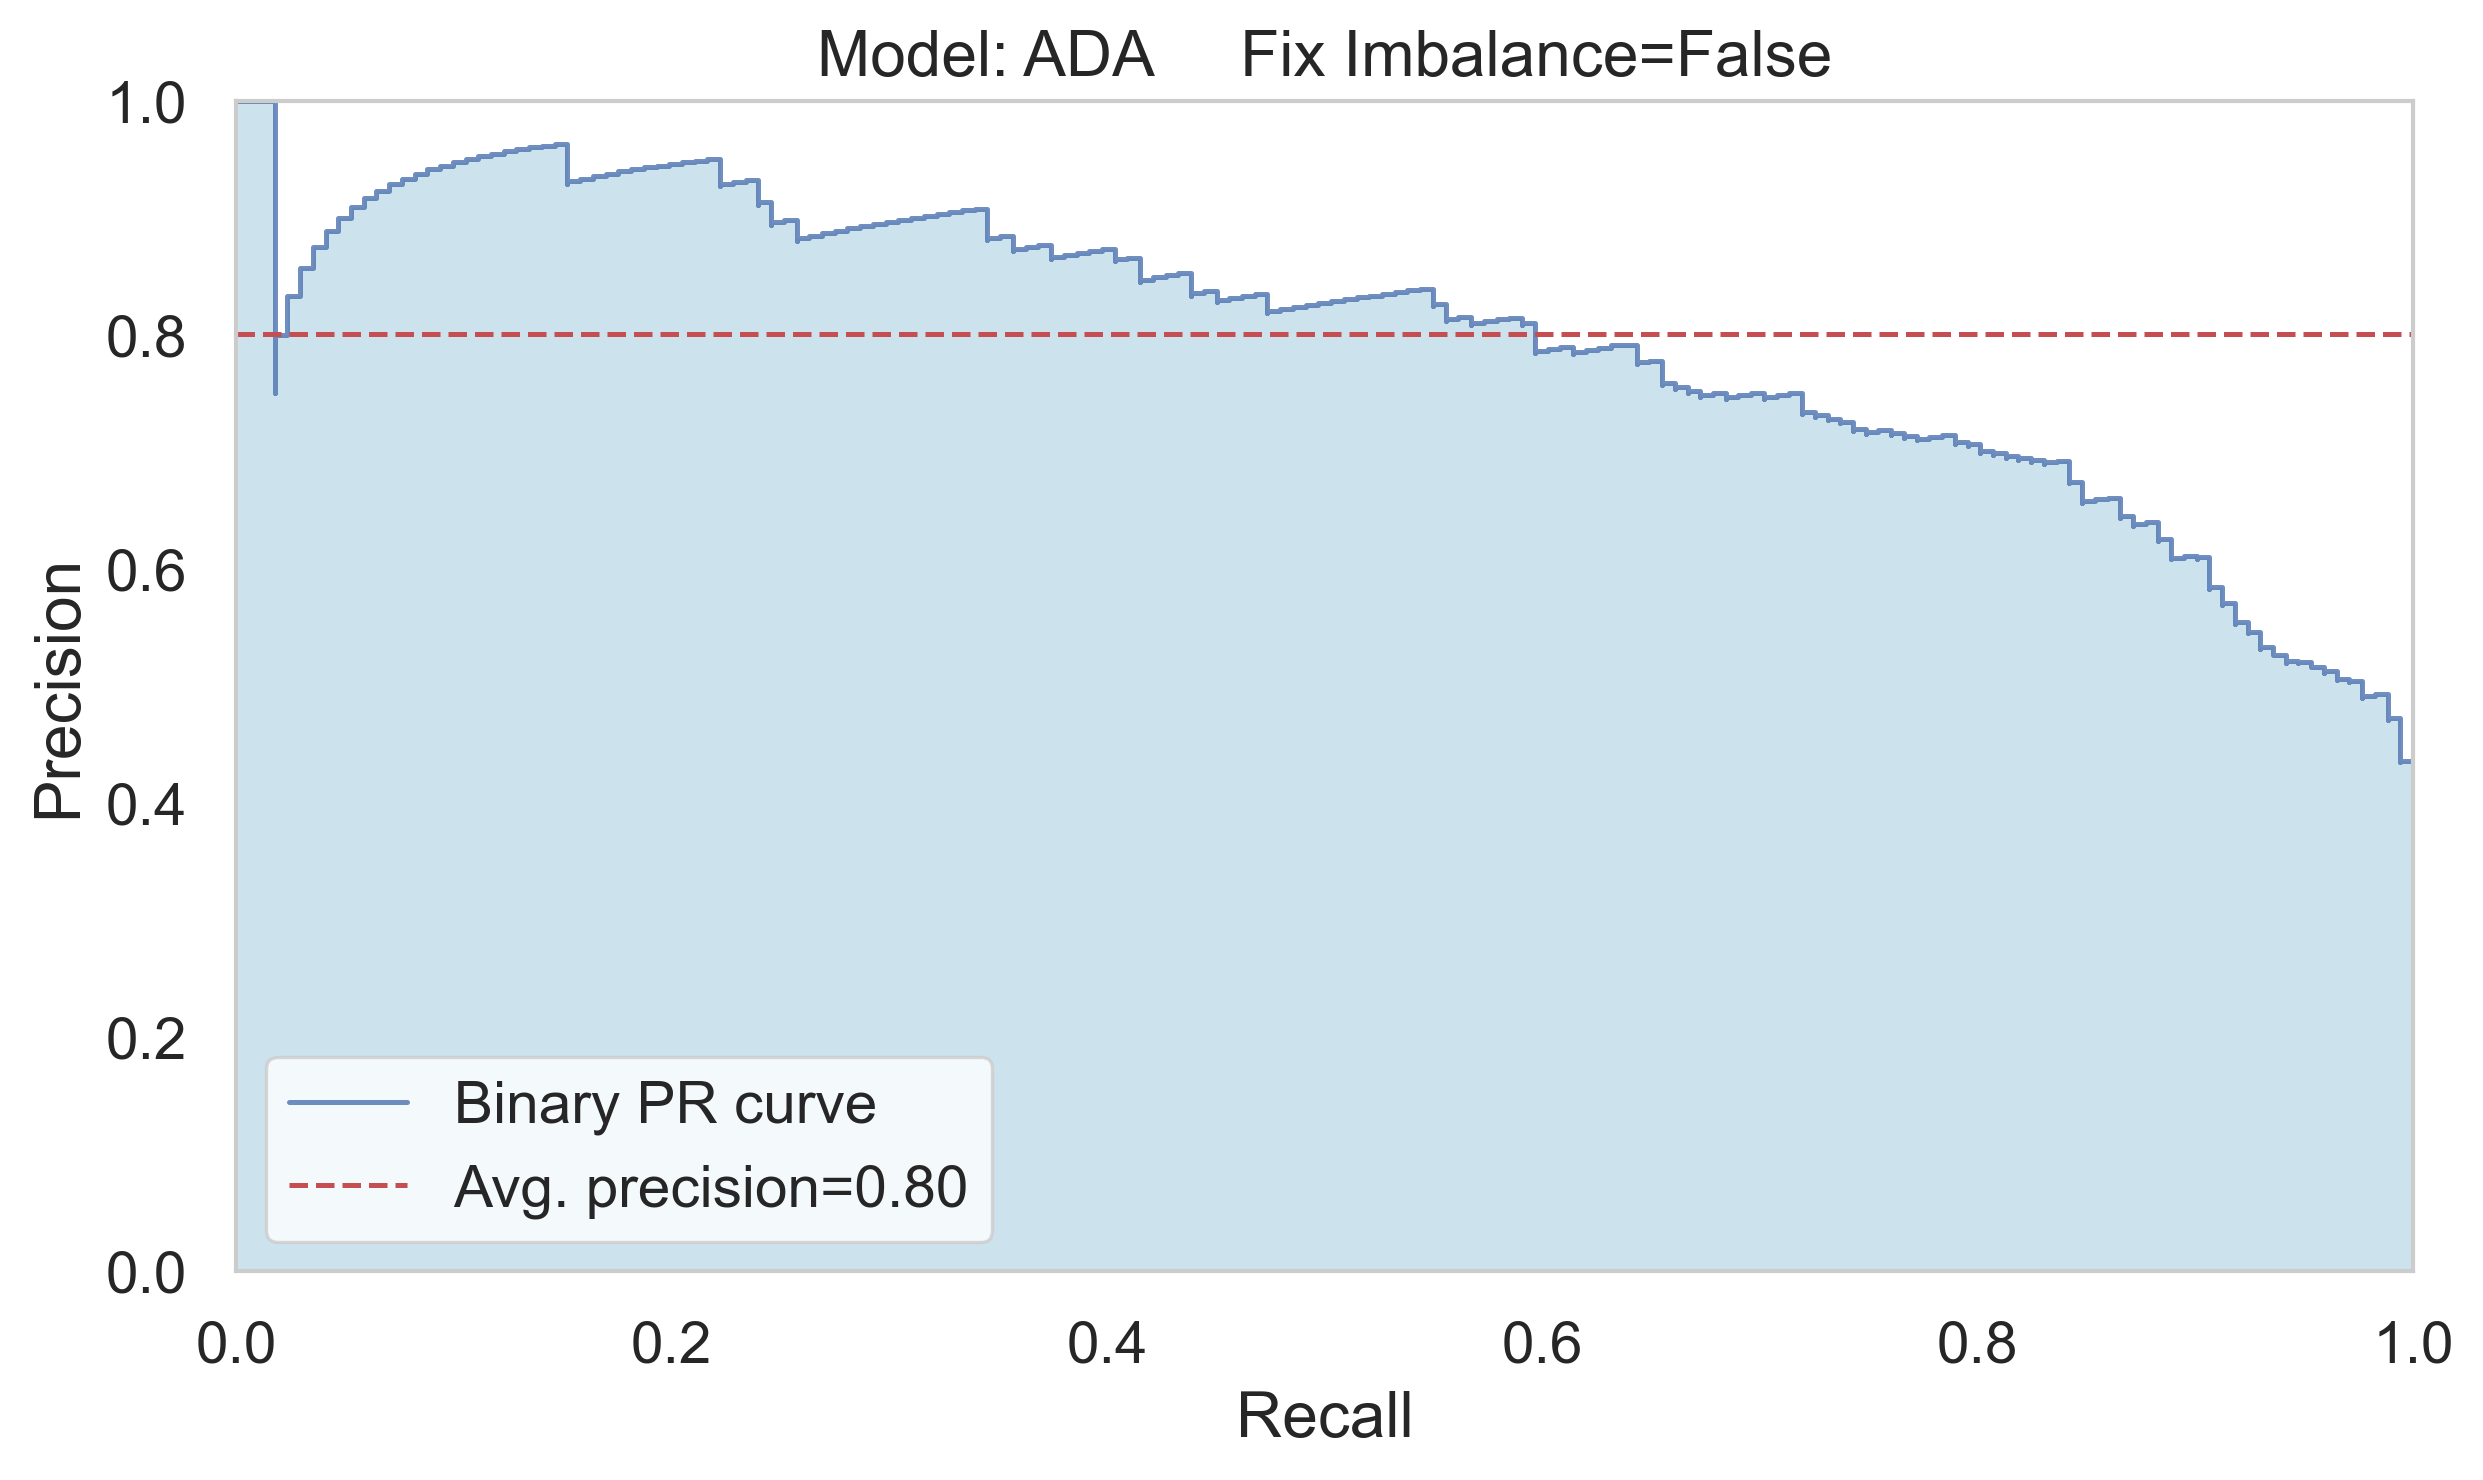 Model: ADA     Fix Imbalance=False
1.0
0.8
0.6
0.4
0.2
0.0
Precision
Binary PR curve
Avg. precision=0.80
0.0 0.2 0.4 0.6 0.8 1.0
Recall